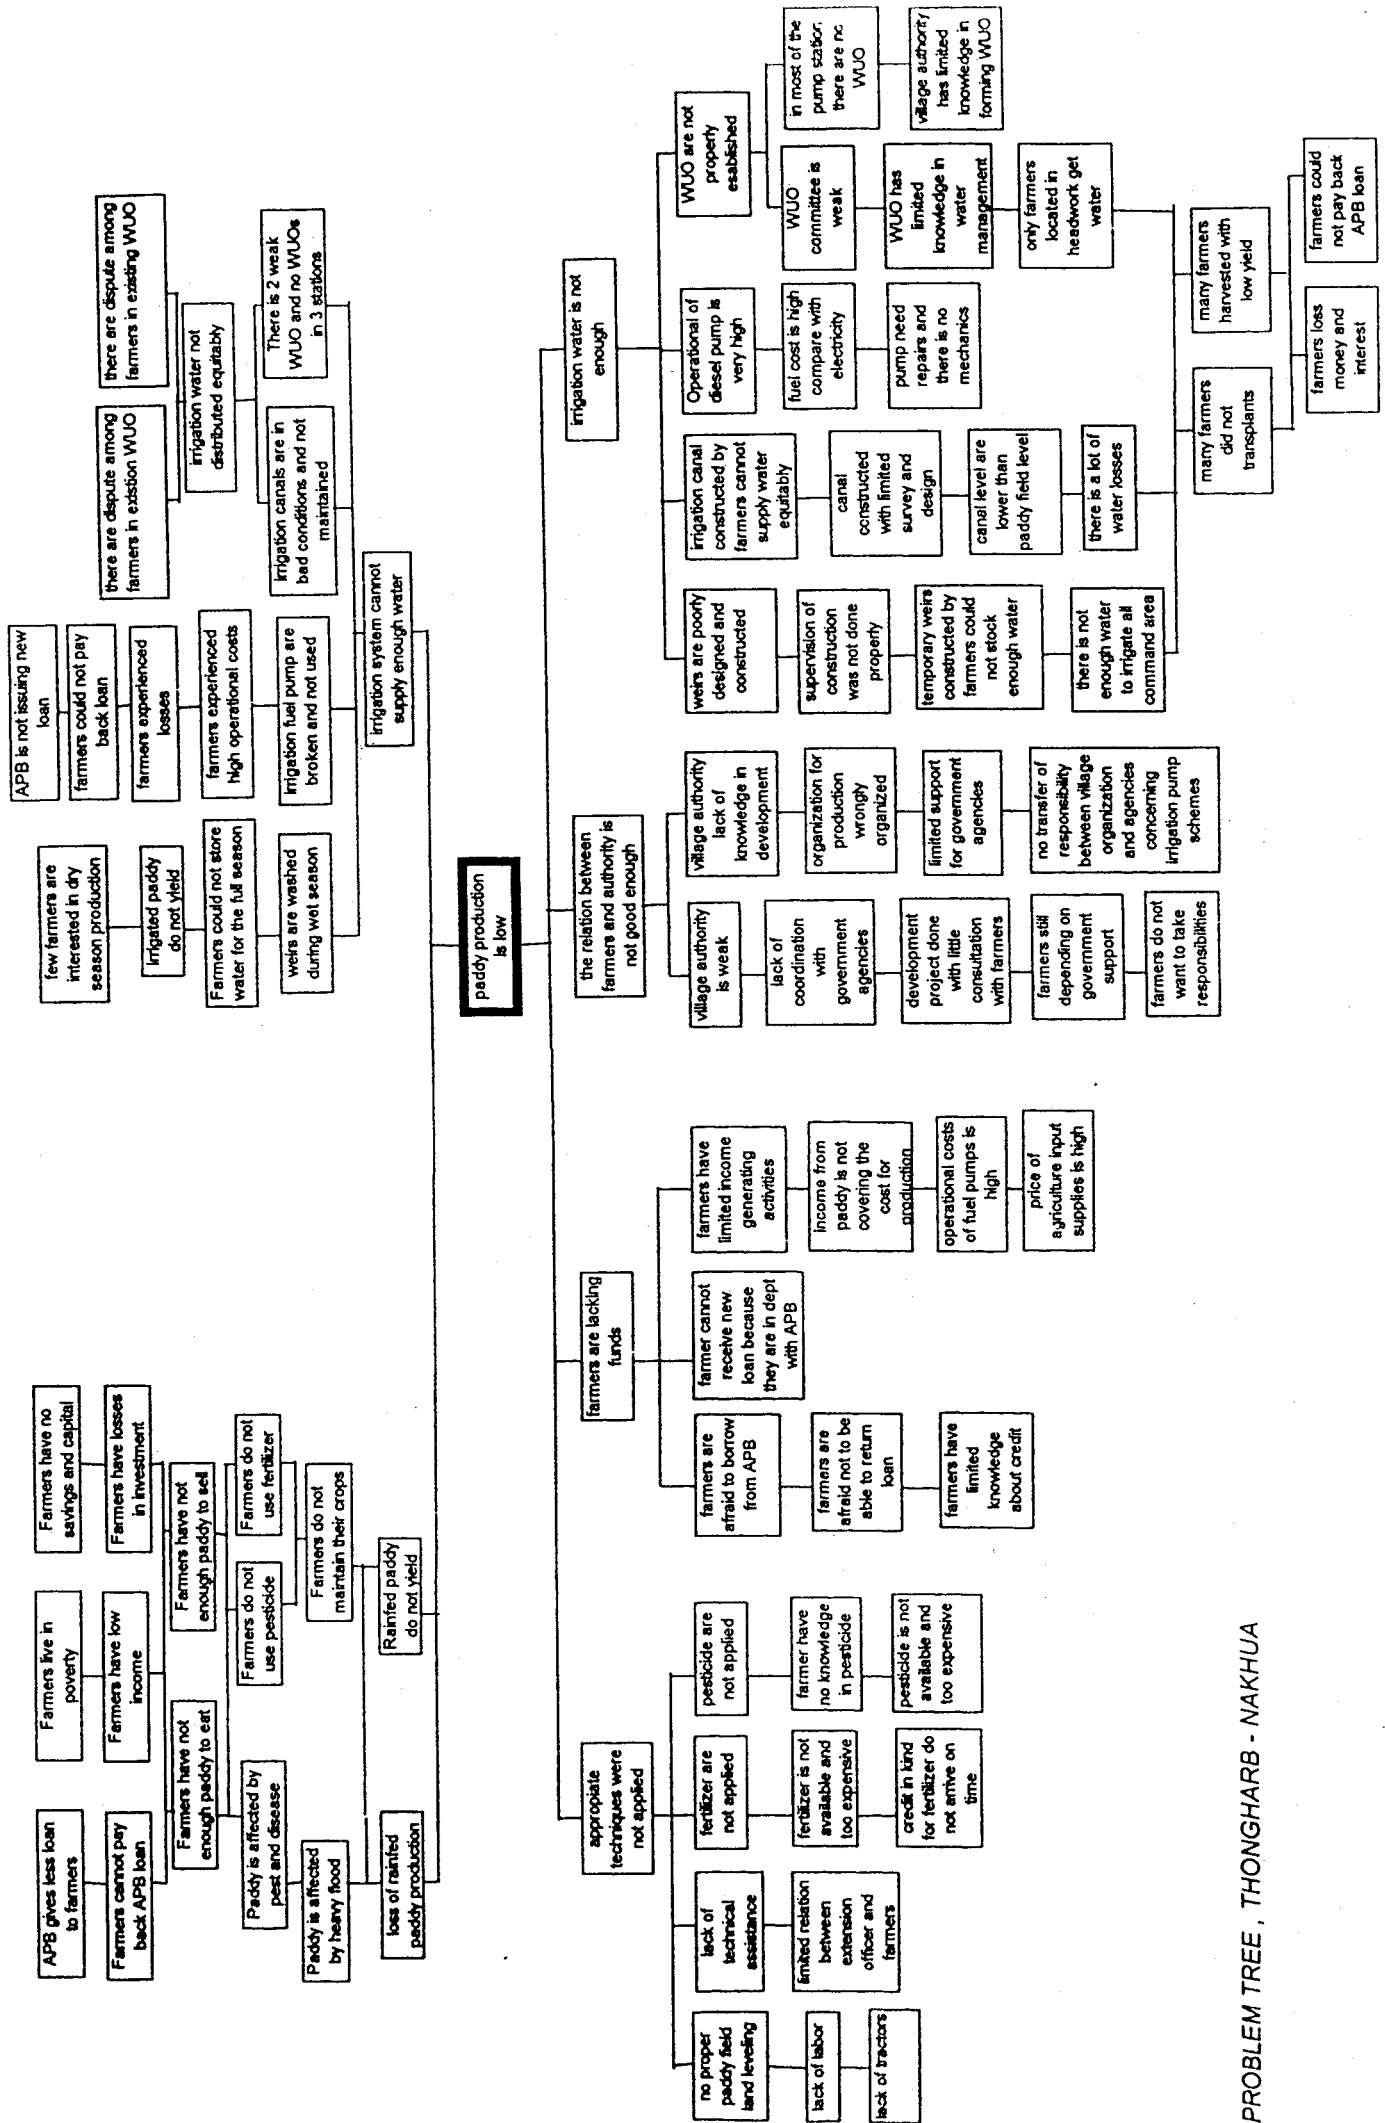 APB gives less loan
to farmers
Farmers live in
poverty
Farmers have no
savings and capital
Farmers cannot pay
back APB loan
Farmers have low
income
Farmers have losses
in investment
Farmers have not
enough paddy to eat
Farmers have not
enough paddy to sell
Paddy is affected by
pest and disease
Farmers do not
use pesticide
Farmers do not
use fertilizer
Paddy is affected
by heavy flood
Farmers do not
maintain their crops
loss of rainfed
paddy production
Rainfed paddy
do not yield
few farmers are
interested in dry
season production
irrigated paddy
do not yield
Farmers could not store
water for the full season
weirs are washed
during wet season
APB is not issuing new
loan
farmers could not pay
back loan
farmers experienced
losses
farmers experienced
high operational costs
irrigation fuel pump are
broken and not used
there are dispute among
farmers in existion WUO
there are dispute among
farmers in existing WUO
irrigation water not
distributed equitably
irrigation canals are in
bad conditions and not
maintained
There is 2 weak
WUO and no WUOs
in 3 stations
irrigation system cannot
supply enough water
paddy production
is low
appropiate
techniques were
not applied
no proper
paddy field
land leveling
lack of labor
lack of tractors
lack of
technical
assistance
limited relation
between
extension
officer and
farmers
fertilizer are
not applied
fertilizer is not
available and
too expensive
credit in kind
for fertilizer do
not arrive on
time
pesticide are
not applied
farmer have
no knowledge
in pesticide
pesticide is not
available and
too expensive
farmers are lacking
funds
farmers are
afraid to borrow
from APB
farmers are
afraid not to be
able to return
loan
farmers have
limited
knowledge
about credit
farmer cannot
receive new
loan because
they are in dept
with APB
farmers have
limited income
generating
activities
income from
paddy is not
covering the
cost for
production
operational costs
of fuel pumps is
high
price of
agriculture input
supplies is high
the relation between
farmers and authority is
not good enough
village authority
is weak
lack of
coordination
with
government
agencies
development
project done
with little
consultation
with farmers
farmers still
depending on
government
support
farmers do not
want to take
responsibilities
village authority
lack of
knowledge in
development
organization for
production
wrongly
organized
limited support
for government
agencies
no transfer of
responsibility
between village
organization
and agencies
concerning
irrigation pump
schemes
irrigation water is not
enough
weirs are poorly
designed and
constructed
supervision of
construction
was not done
properly
temporary weirs
constructed by
farmers could
not stock
enough water
there is not
enough water
to irrigate all
command area
irrigation canal
constructed by
farmers cannot
supply water
equitably
canal
constructed
with limited
survey and
design
canal level are
lower than
paddy field level
there is a lot of
water losses
Operational of
diesel pump is
very high
fuel cost is high
compare with
electricity
pump need
repairs and
there is no
mechanics
WUO are not
properly
esablished
WUO
committee is
weak
WUO has
limited
knowledge in
water
management
only farmers
located in
headwork get
water
in most of the
pump station
there are no
WUO
village authority
has limited
knowledge in
forming WUO
many farmers
did not
transplants
many farmers
harvested with
low yield
farmers loss
money and
interest
farmers could
not pay back
APB loan
PROBLEM TREE, THONGHARB - NAKHUA